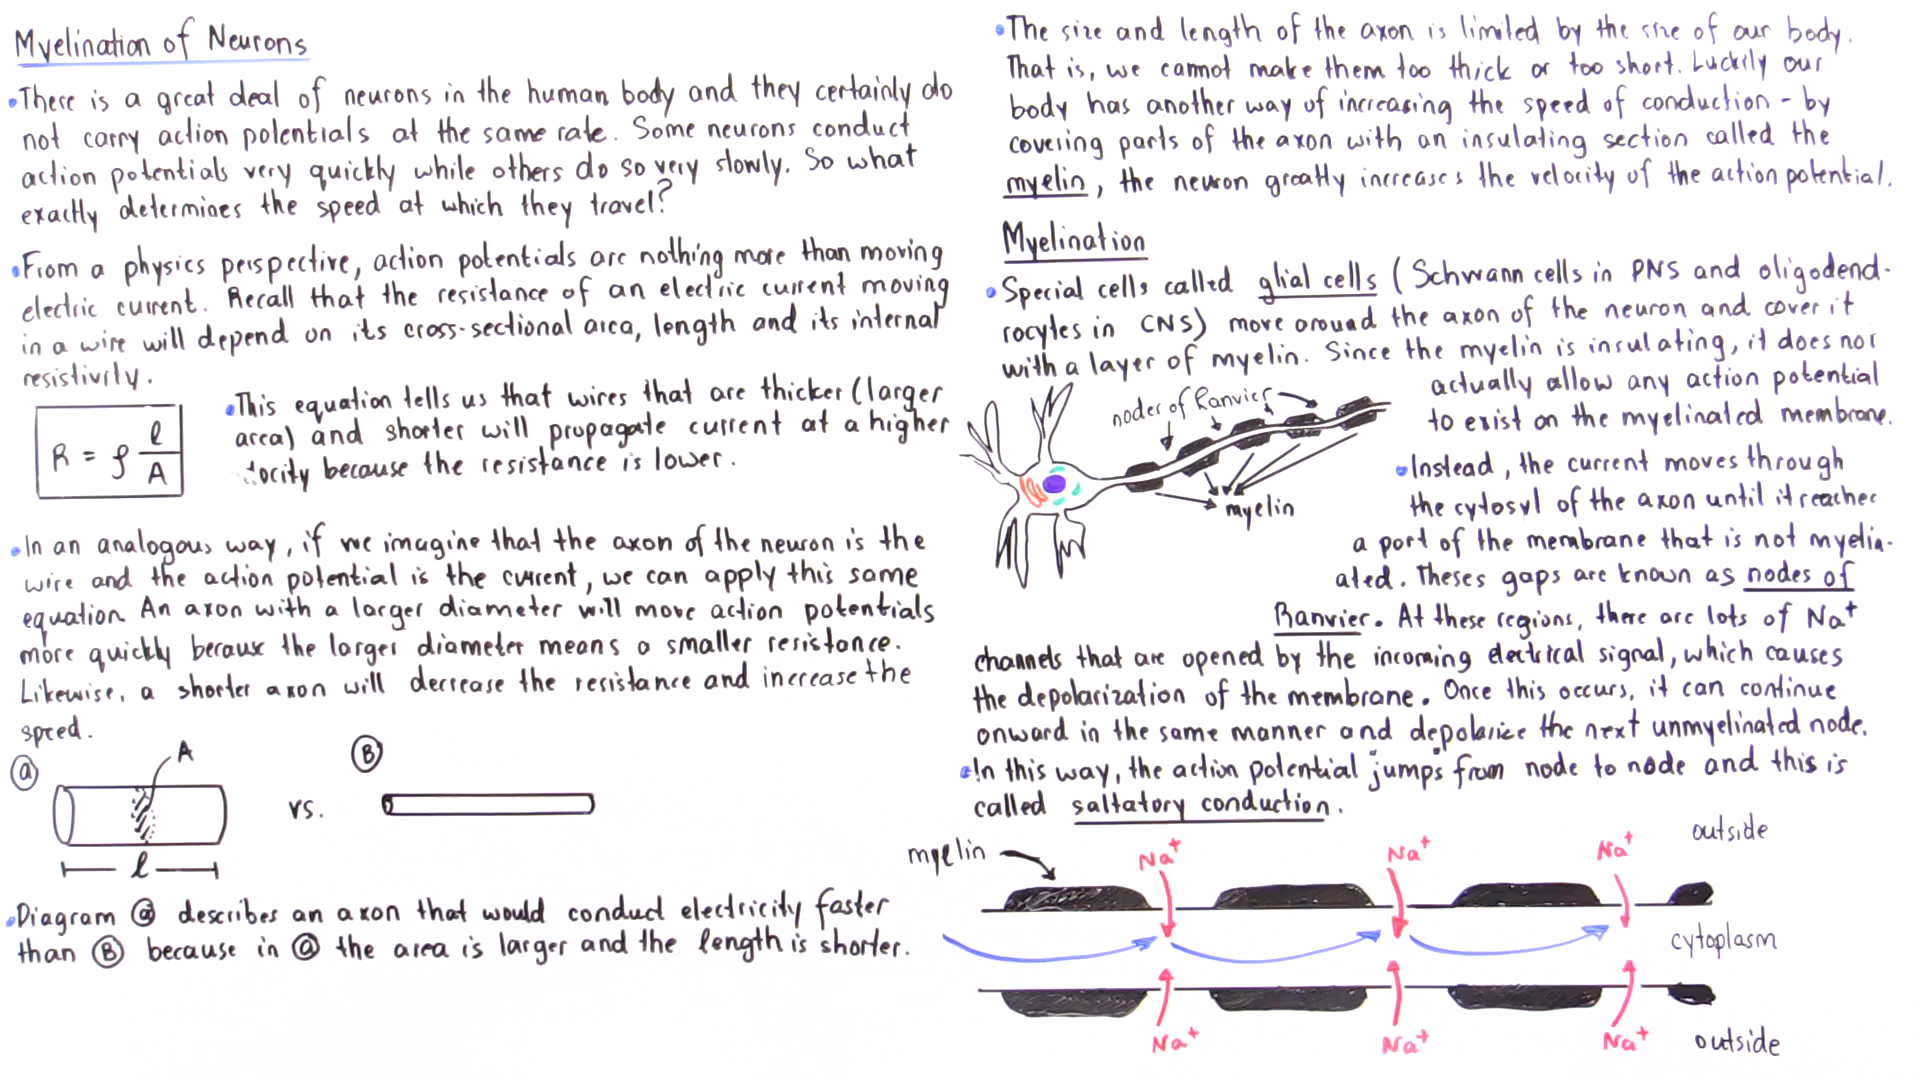 Myelination of Neurons
•There is a great deal of neurons in the human body and they certainly do
not carry action potentials at the same rate. Some neurons conduct
action potentials very quickly while others do so very slowly. So what
exactly determines the speed at which they travel?
•From a physics perspective, action potentials are nothing more than moving
electric current. Recall that the resistance of an electric current moving
in a wire will depend on its cross-sectional area, length and its internal
resistivity.
R = ρ l/A
•This equation tells us that wires that are thicker (larger
area) and shorter will propagate current at a higher
ocity because the resistance is lower.
•In an analogous way, if we imagine that the axon of the neuron is the
wire and the action potential is the current, we can apply this same
equation. An axon with a larger diameter will move action potentials
more quickly because the larger diameter means a smaller resistance.
Likewise, a shorter axon will decrease the resistance and increase the
speed.
ⓐ A Ⓑ
vs.
l
•Diagram ⓐ describes an axon that would conduct electricity faster
than Ⓑ because in ⓐ the area is larger and the length is shorter.
•The size and length of the axon is limited by the size of our body.
That is, we cannot make them too thick or too short. Luckily our
body has another way of increasing the speed of conduction - by
covering parts of the axon with an insulating section called the
myelin, the neuron greatly increases the velocity of the action potential.
Myelination
•Special cells called glial cells (Schwann cells in PNS and oligodend-
rocytes in CNS) move around the axon of the neuron and cover it
with a layer of myelin. Since the myelin is insulating, it does not
actually allow any action potential
to exist on the myelinated membrane.
nodes of Ranvier
myelin
•Instead, the current moves through
the cytosyl of the axon until it reaches
a port of the membrane that is not myelin-
ated. Theses gaps are known as nodes of
Ranvier. At these regions, there are lots of Na⁺
channels that are opened by the incoming electrical signal, which causes
the depolarization of the membrane. Once this occurs, it can continue
onward in the same manner and depolarize the next unmyelinated node.
•In this way, the action potential "jumps" from node to node and this is
called saltatory conduction.
myelin Na⁺ Na⁺ Na⁺ outside
cytoplasm
Na⁺ Na⁺ Na⁺ outside